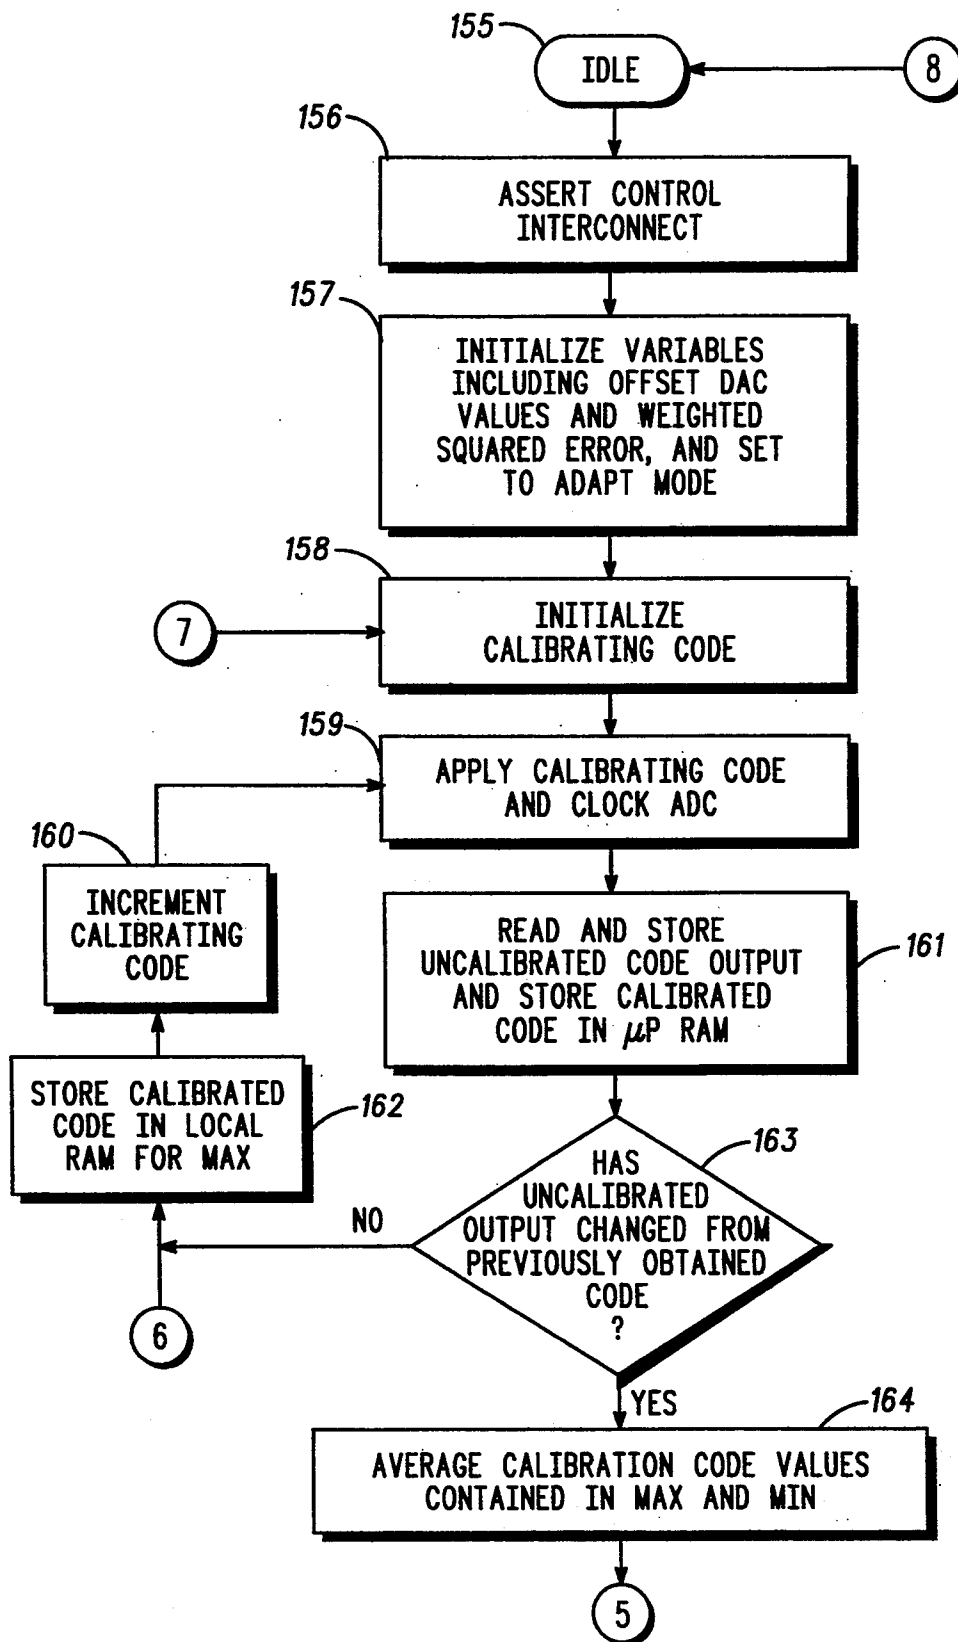 155
IDLE
8
156
ASSERT CONTROL
INTERCONNECT
157
INITIALIZE VARIABLES
INCLUDING OFFSET DAC
VALUES AND WEIGHTED
SQUARED ERROR, AND SET
TO ADAPT MODE
158
7
INITIALIZE
CALIBRATING CODE
159
APPLY CALIBRATING CODE
AND CLOCK ADC
160
INCREMENT
CALIBRATING
CODE
READ AND STORE
UNCALIBRATED CODE OUTPUT
AND STORE CALIBRATED
CODE IN μP RAM
161
STORE CALIBRATED
CODE IN LOCAL
RAM FOR MAX
162
163
HAS
UNCALIBRATED
OUTPUT CHANGED FROM
PREVIOUSLY OBTAINED
CODE
?
NO
6
YES
164
AVERAGE CALIBRATION CODE VALUES
CONTAINED IN MAX AND MIN
5